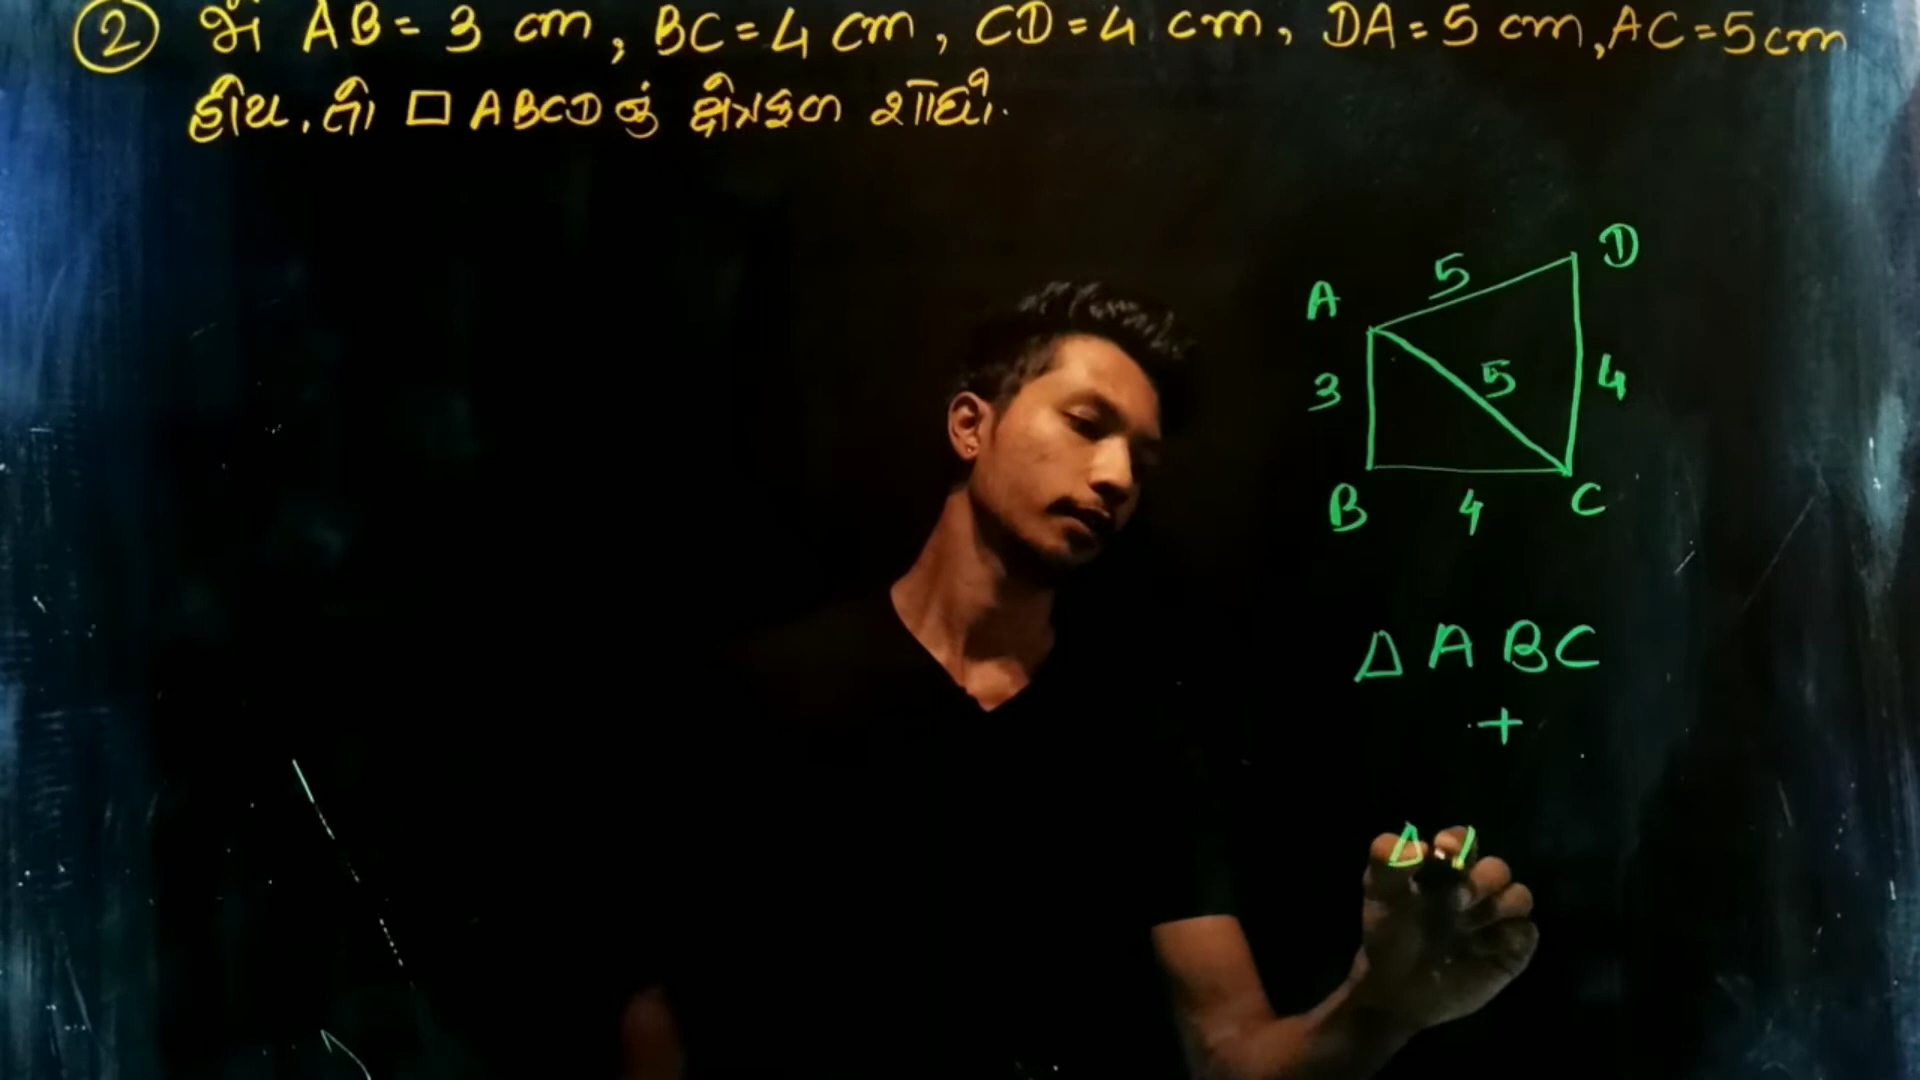 ② જો AB = 3 cm, BC = 4 cm, CD = 4 cm, DA = 5 cm, AC = 5 cm
હોય, તો □ ABCD નું ક્ષેત્રફળ શોધો.
D
5
A
3
5
4
B
4
C
Δ ABC
+
Δ